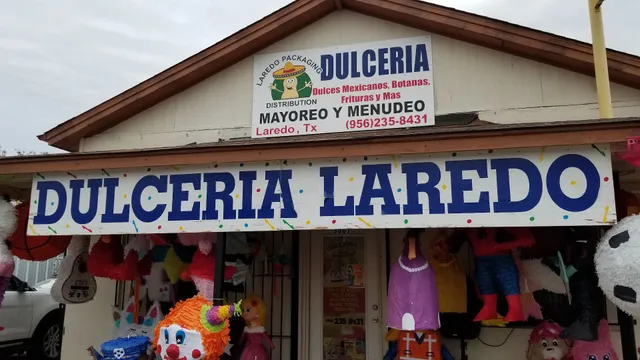 LAREDO PACKAGING
DISTRIBUTION
DULCERIA
Dulces Mexicanos, Botanas,
Frituras y Mas
MAYOREO Y MENUDEO
Laredo, Tx (956)235-8431
DULCERIA LAREDO